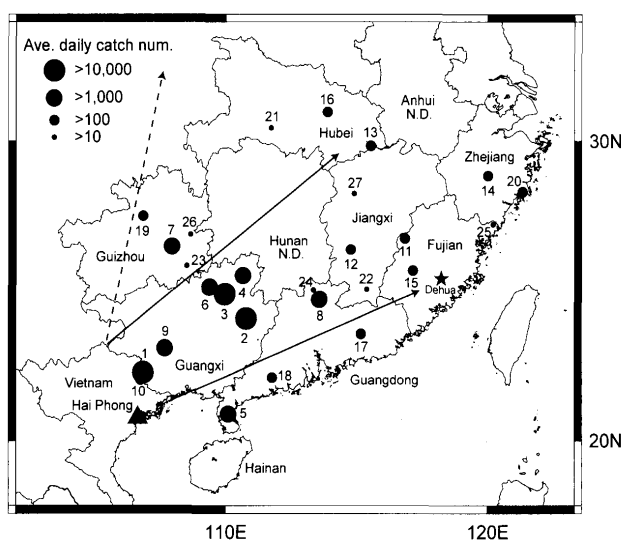 Ave. daily catch num.
>10,000
>1,000
>100
>10
21
16
Anhui
N.D.
Hubei
13
30N
Zhejiang
14
20
27
19
26
7
Jiangxi
25
Guizhou
23
Hunan
N.D.
12
11
Fujian
6
4
3
24
8
22
15
Dehua
2
9
17
1
Guangxi
Vietnam
10
18
Guangdong
Hai Phong
5
20N
Hainan
110E
120E